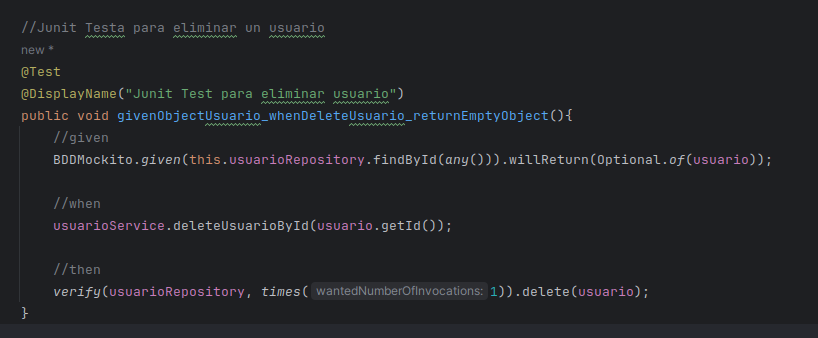 //Junit Testa para eliminar un usuario
new *
@Test
@DisplayName("Junit Test para eliminar usuario")
public void givenObjectUsuario_whenDeleteUsuario_returnEmptyObject(){
//given
BDDMockito.given(this.usuarioRepository.findById(any())).willReturn(Optional.of(usuario));
//when
usuarioService.deleteUsuarioById(usuario.getId());
//then
verify(usuarioRepository, times( wantedNumberOfInvocations: 1)).delete(usuario);
}